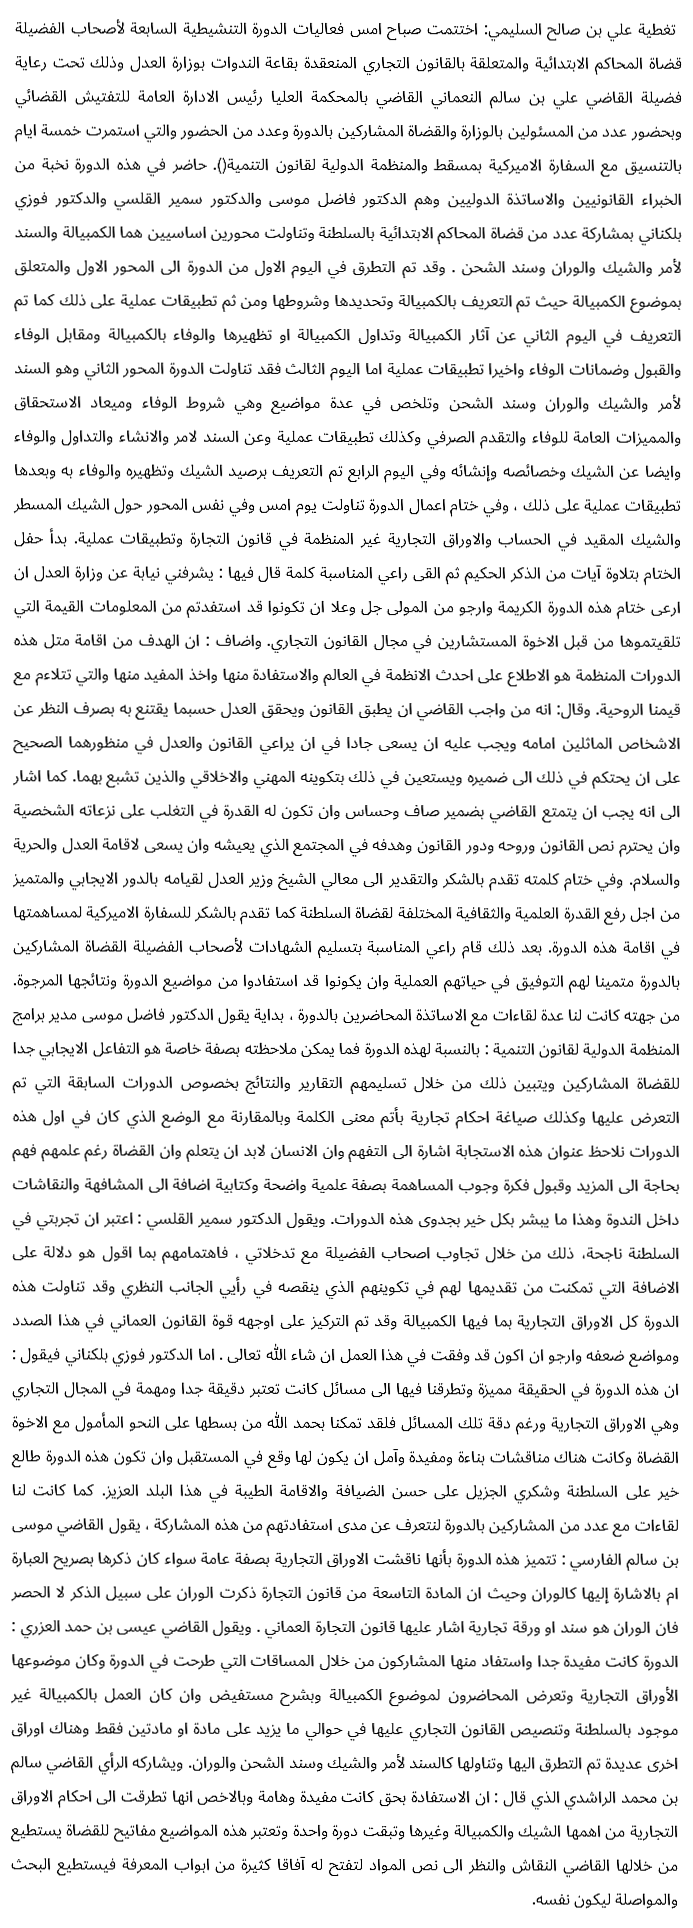 تغطية علي بن صالح السليمي: اختتمت صباح امس فعاليات الدورة التنشيطية السابعة لأصحاب الفضيلة
قضاة المحاكم الابتدائية والمتعلقة بالقانون التجاري المنعقدة بقاعة الندوات بوزارة العدل وذلك تحت رعاية
فضيلة القاضي علي بن سالم النعماني القاضي بالمحكمة العليا رئيس الادارة العامة للتفتيش القضائي
وبحضور عدد من المسئولين بالوزارة والقضاة المشاركين بالدورة وعدد من الحضور والتي استمرت خمسة ايام
بالتنسيق مع السفارة الاميركية بمسقط والمنظمة الدولية لقانون التنمية(). حاضر في هذه الدورة نخبة من
الخبراء القانونيين والاساتذة الدوليين وهم الدكتور فاضل موسى والدكتور سمير القلسي والدكتور فوزي
بلكناني بمشاركة عدد من قضاة المحاكم الابتدائية بالسلطنة وتناولت محورين اساسيين هما الكمبيالة والسند
لأمر والشيك والوران وسند الشحن . وقد تم التطرق في اليوم الاول من الدورة الى المحور الاول والمتعلق
بموضوع الكمبيالة حيث تم التعريف بالكمبيالة وتحديدها وشروطها ومن ثم تطبيقات عملية على ذلك كما تم
التعريف في اليوم الثاني عن آثار الكمبيالة وتداول الكمبيالة او تظهيرها والوفاء بالكمبيالة ومقابل الوفاء
والقبول وضمانات الوفاء واخيرا تطبيقات عملية اما اليوم الثالث فقد تناولت الدورة المحور الثاني وهو السند
لأمر والشيك والوران وسند الشحن وتلخص في عدة مواضيع وهي شروط الوفاء وميعاد الاستحقاق
والمميزات العامة للوفاء والتقدم الصرفي وكذلك تطبيقات عملية وعن السند لامر والانشاء والتداول والوفاء
وايضا عن الشيك وخصائصه وإنشائه وفي اليوم الرابع تم التعريف برصيد الشيك وتظهيره والوفاء به وبعدها
تطبيقات عملية على ذلك ، وفي ختام اعمال الدورة تناولت يوم امس وفي نفس المحور حول الشيك المسطر
والشيك المقيد في الحساب والاوراق التجارية غير المنظمة في قانون التجارة وتطبيقات عملية. بدأ حفل
الختام بتلاوة آيات من الذكر الحكيم ثم القى راعي المناسبة كلمة قال فيها : يشرفني نيابة عن وزارة العدل ان
ارعى ختام هذه الدورة الكريمة وارجو من المولى جل وعلا ان تكونوا قد استفدتم من المعلومات القيمة التي
تلقيتموها من قبل الاخوة المستشارين في مجال القانون التجاري. واضاف : ان الهدف من اقامة مثل هذه
الدورات المنظمة هو الاطلاع على احدث الانظمة في العالم والاستفادة منها واخذ المفيد منها والتي تتلاءم مع
قيمنا الروحية. وقال: انه من واجب القاضي ان يطبق القانون ويحقق العدل حسبما يقتنع به بصرف النظر عن
الاشخاص الماثلين امامه ويجب عليه ان يسعى جادا في ان يراعي القانون والعدل في منظورهما الصحيح
على ان يحتكم في ذلك الى ضميره ويستعين في ذلك بتكوينه المهني والاخلاقي والذين تشبع بهما. كما اشار
الى انه يجب ان يتمتع القاضي بضمير صاف وحساس وان تكون له القدرة في التغلب على نزعاته الشخصية
وان يحترم نص القانون وروحه ودور القانون وهدفه في المجتمع الذي يعيشه وان يسعى لاقامة العدل والحرية
والسلام. وفي ختام كلمته تقدم بالشكر والتقدير الى معالي الشيخ وزير العدل لقيامه بالدور الايجابي والمتميز
من اجل رفع القدرة العلمية والثقافية المختلفة لقضاة السلطنة كما تقدم بالشكر للسفارة الاميركية لمساهمتها
في اقامة هذه الدورة. بعد ذلك قام راعي المناسبة بتسليم الشهادات لأصحاب الفضيلة القضاة المشاركين
بالدورة متمينا لهم التوفيق في حياتهم العملية وان يكونوا قد استفادوا من مواضيع الدورة ونتائجها المرجوة.
من جهته كانت لنا عدة لقاءات مع الاساتذة المحاضرين بالدورة ، بداية يقول الدكتور فاضل موسى مدير برامج
المنظمة الدولية لقانون التنمية : بالنسبة لهذه الدورة فما يمكن ملاحظته بصفة خاصة هو التفاعل الايجابي جدا
للقضاة المشاركين ويتبين ذلك من خلال تسليمهم التقارير والنتائج بخصوص الدورات السابقة التي تم
التعرض عليها وكذلك صياغة احكام تجارية بأتم معنى الكلمة وبالمقارنة مع الوضع الذي كان في اول هذه
الدورات نلاحظ عنوان هذه الاستجابة اشارة الى التفهم وان الانسان لابد ان يتعلم وان القضاة رغم علمهم فهم
بحاجة الى المزيد وقبول فكرة وجوب المساهمة بصفة علمية واضحة وكتابية اضافة الى المشافهة والنقاشات
داخل الندوة وهذا ما يبشر بكل خير بجدوى هذه الدورات. ويقول الدكتور سمير القلسي : اعتبر ان تجربتي في
السلطنة ناجحة، ذلك من خلال تجاوب اصحاب الفضيلة مع تدخلاتي ، فاهتمامهم بما اقول هو دلالة على
الاضافة التي تمكنت من تقديمها لهم في تكوينهم الذي ينقصه في رأيي الجانب النظري وقد تناولت هذه
الدورة كل الاوراق التجارية بما فيها الكمبيالة وقد تم التركيز على اوجهه قوة القانون العماني في هذا الصدد
ومواضع ضعفه وارجو ان اكون قد وفقت في هذا العمل ان شاء الله تعالى . اما الدكتور فوزي بلكناني فيقول :
ان هذه الدورة في الحقيقة مميزة وتطرقنا فيها الى مسائل كانت تعتبر دقيقة جدا ومهمة في المجال التجاري
وهي الاوراق التجارية ورغم دقة تلك المسائل فلقد تمكنا بحمد الله من بسطها على النحو المأمول مع الاخوة
القضاة وكانت هناك مناقشات بناءة ومفيدة وآمل ان يكون لها وقع في المستقبل وان تكون هذه الدورة طالع
خير على السلطنة وشكري الجزيل على حسن الضيافة والاقامة الطيبة في هذا البلد العزيز. كما كانت لنا
لقاءات مع عدد من المشاركين بالدورة لنتعرف عن مدى استفادتهم من هذه المشاركة ، يقول القاضي موسى
بن سالم الفارسي : تتميز هذه الدورة بأنها ناقشت الاوراق التجارية بصفة عامة سواء كان ذكرها بصريح العبارة
ام بالاشارة إليها كالوران وحيث ان المادة التاسعة من قانون التجارة ذكرت الوران على سبيل الذكر لا الحصر
فان الوران هو سند او ورقة تجارية اشار عليها قانون التجارة العماني . ويقول القاضي عيسى بن حمد العزري :
الدورة كانت مفيدة جدا واستفاد منها المشاركون من خلال المساقات التي طرحت في الدورة وكان موضوعها
الأوراق التجارية وتعرض المحاضرون لموضوع الكمبيالة وبشرح مستفيض وان كان العمل بالكمبيالة غير
موجود بالسلطنة وتنصيص القانون التجاري عليها في حوالي ما يزيد على مادة او مادتين فقط وهناك اوراق
اخرى عديدة تم التطرق اليها وتناولها كالسند لأمر والشيك وسند الشحن والوران. ويشاركه الرأي القاضي سالم
بن محمد الراشدي الذي قال : ان الاستفادة بحق كانت مفيدة وهامة وبالاخص انها تطرقت الى احكام الاوراق
التجارية من اهمها الشيك والكمبيالة وغيرها وتبقت دورة واحدة وتعتبر هذه المواضيع مفاتيح للقضاة يستطيع
من خلالها القاضي النقاش والنظر الى نص المواد لتفتح له آفاقا كثيرة من ابواب المعرفة فيستطيع البحث
والمواصلة ليكون نفسه.